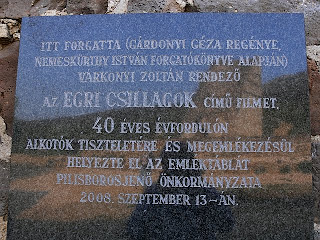 ITT FORGATTA (GÁRDONYI GÉZA REGÉNYE,
NEMESKÜRTHY ISTVÁN FORGATÓKÖNYVE ALAPJÁN)
VÁRKONYI ZOLTÁN RENDEZŐ
AZ EGRI CSILLAGOK CÍMŰ FILMET,
40 ÉVES ÉVFORDULÓN
ALKOTÓK TISZTELETÉRE ÉS MEGEMLÉKEZÉSÜL
HELYEZTE EL AZ EMLÉKTÁBLÁT
PILISBOROSJENŐ ÖNKORMÁNYZATA
2008. SZEPTEMBER 13-ÁN.